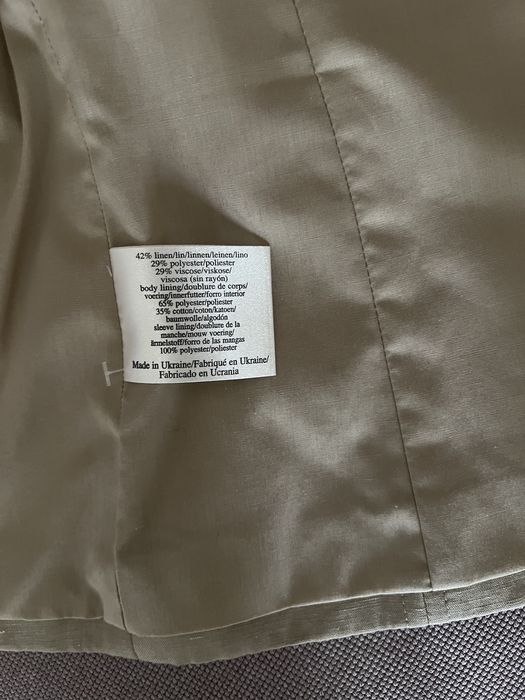 42% linen/lin/linnen/leinen/lino
29% polyester/poliester
29% viscose/viskose/
viscosa (sin rayón)
body lining/doublure de corps/
voering/innerfutter/forro interior
65% polyester/poliester
35% cotton/coton/katoen/
baumwolle/algodón
sleeve lining/doublure de la
manche/mouw voering/
ärmelstoff/forro de las mangas
100% polyester/poliester
Made in Ukraine/Fabriqué en Ukraine/
Fabricado en Ucrania